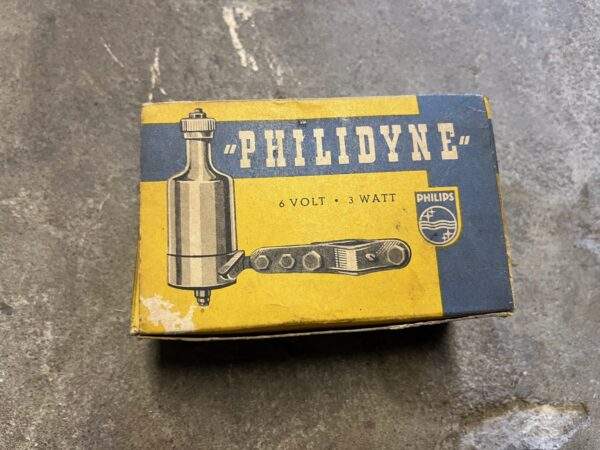 "PHILIDYNE"
6 VOLT • 3 WATT
PHILIPS